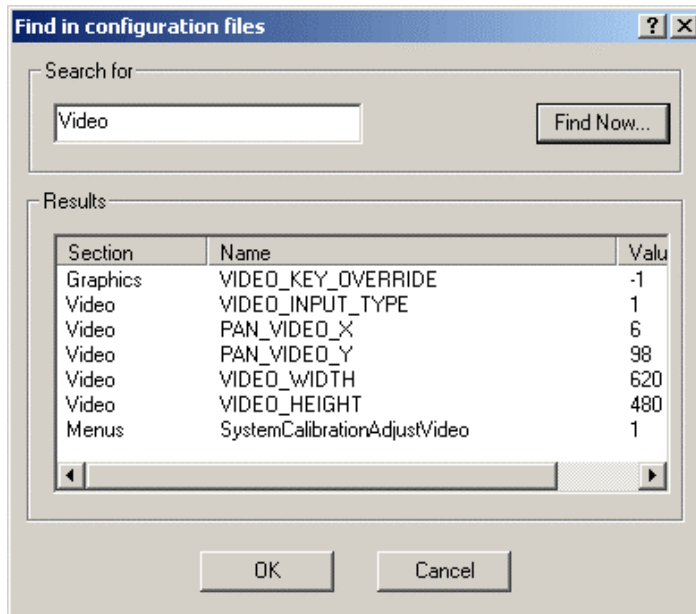 Find in configuration files
Search for
Video
Find Now...
Results
Section Name Valu
Graphics VIDEO_KEY_OVERRIDE -1
Video VIDEO_INPUT_TYPE 1
Video PAN_VIDEO_X 6
Video PAN_VIDEO_Y 98
Video VIDEO_WIDTH 620
Video VIDEO_HEIGHT 480
Menus SystemCalibrationAdjustVideo 1
OK Cancel